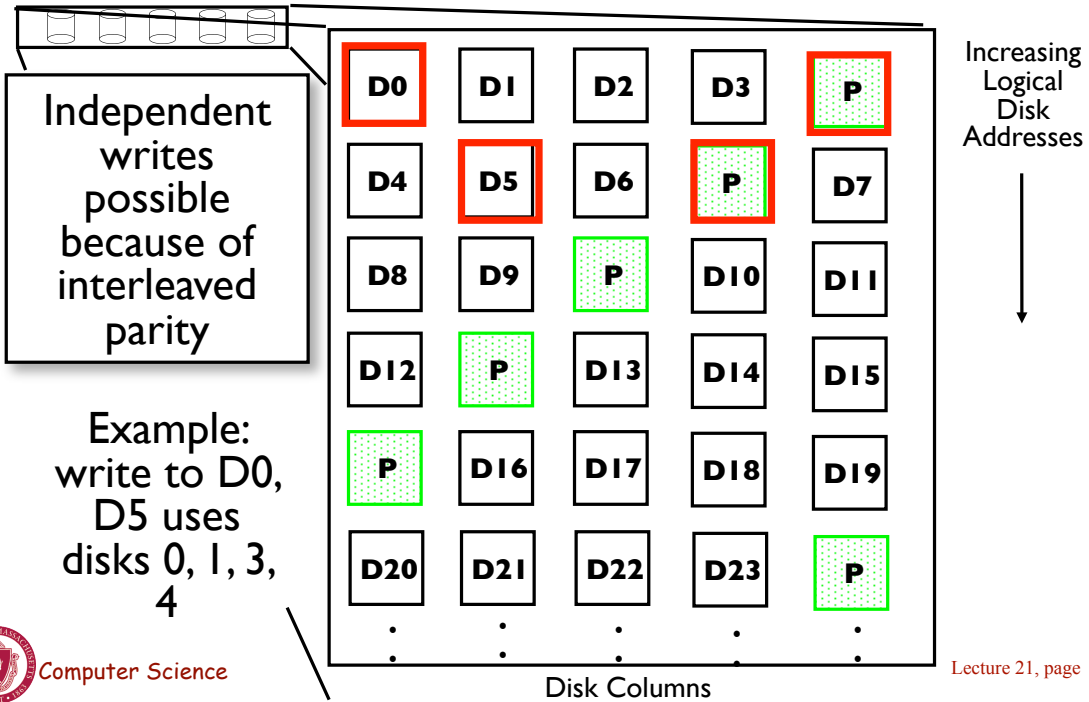 Independent
writes
possible
because of
interleaved
parity
Example:
write to D0,
D5 uses
disks 0, 1, 3,
4
D0 D1 D2 D3 P
D4 D5 D6 P D7
D8 D9 P D10 D11
D12 P D13 D14 D15
P D16 D17 D18 D19
D20 D21 D22 D23 P
Disk Columns
Increasing
Logical
Disk
Addresses
Computer Science
Lecture 21, page